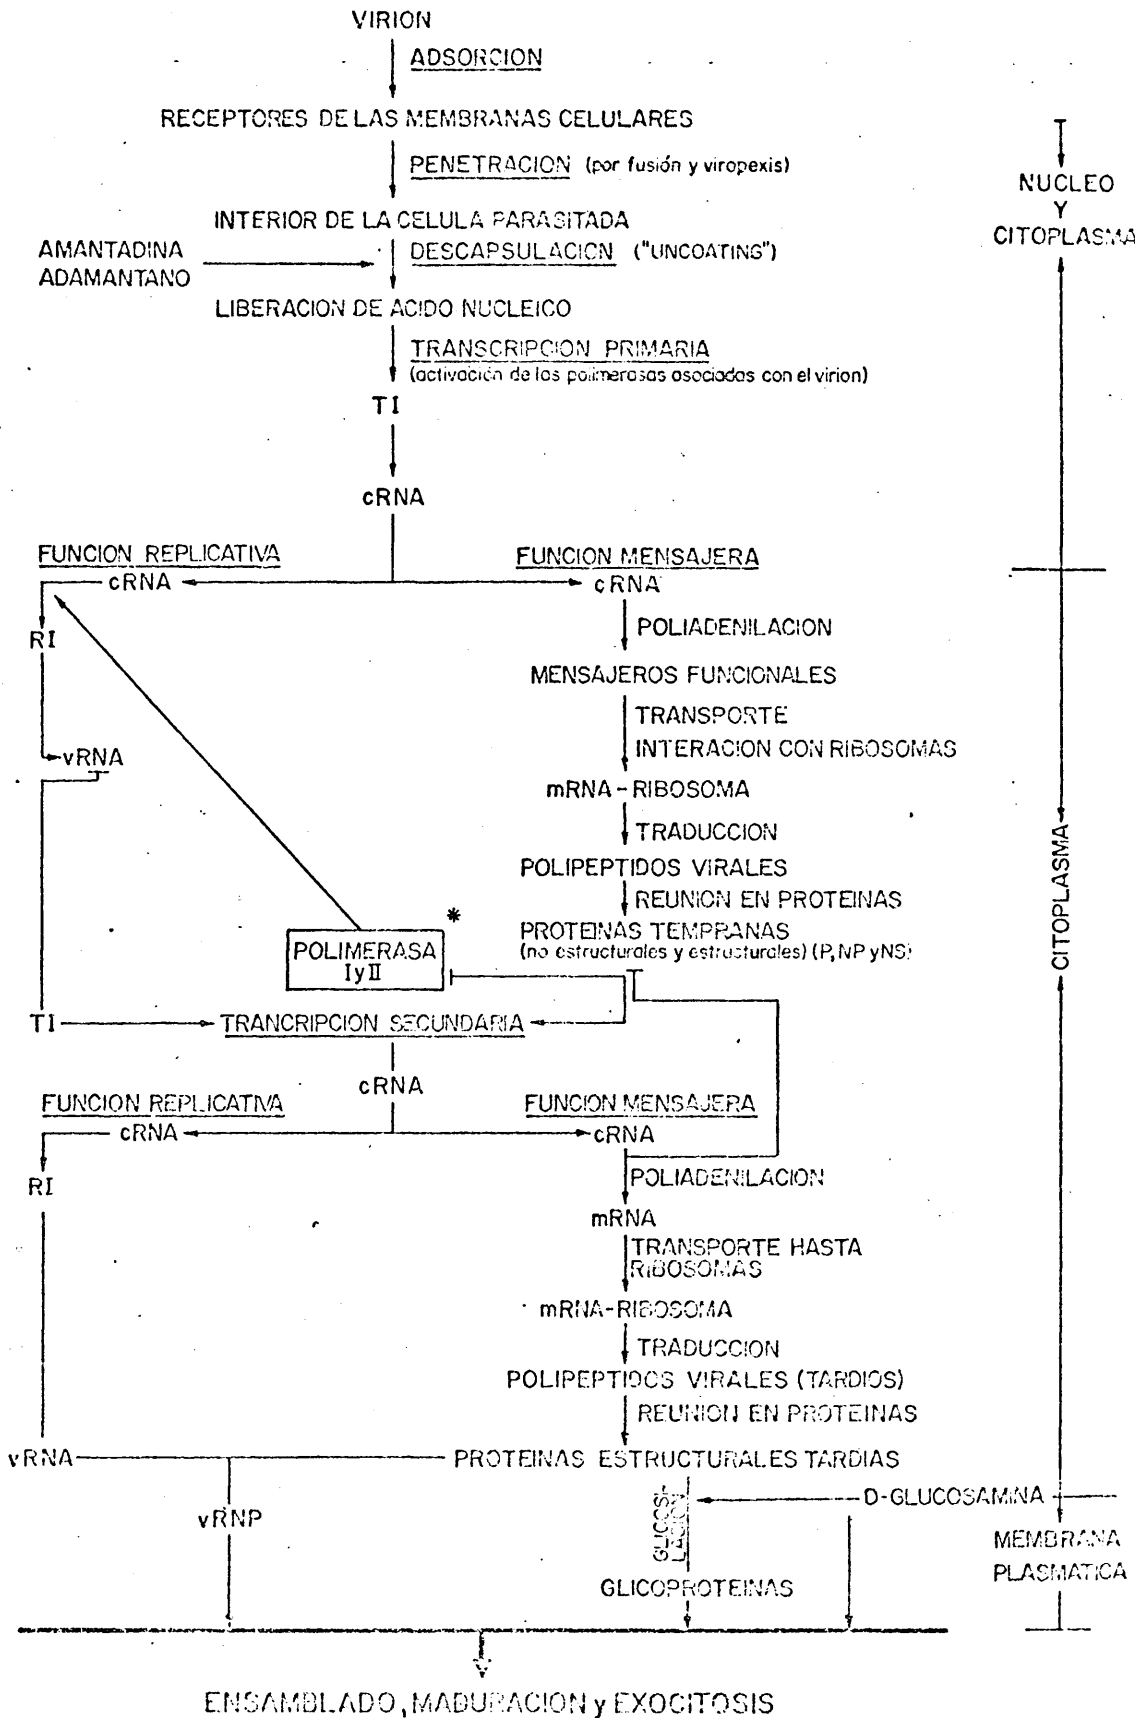 VIRION
ADSORCION
RECEPTORES DE LAS MEMBRANAS CELULARES
PENETRACION (por fusión y viropexis)
NUCLEO
Y
CITOPLASMA
INTERIOR DE LA CELULA PARASITADA
AMANTADINA
ADAMANTANO
DESCAPSULACION ("UNCOATING")
LIBERACION DE ACIDO NUCLEICO
TRANSCRIPCION PRIMARIA
(activación de las polimerasas asociadas con el virion)
TI
cRNA
FUNCION REPLICATIVA
FUNCION MENSAJERA
cRNA
cRNA
RI
POLIADENILACION
MENSAJEROS FUNCIONALES
TRANSPORTE
INTERACION CON RIBOSOMAS
vRNA
mRNA-RIBOSOMA
TRADUCCION
POLIPEPTIDOS VIRALES
REUNION EN PROTEINAS
CITOPLASMA
*
PROTEINAS TEMPRANAS
(no estructurales y estructurales) (P, NP y NS)
POLIMERASA
I y II
TI
TRANCRIPCION SECUNDARIA
cRNA
FUNCION REPLICATIVA
FUNCION MENSAJERA
cRNA
cRNA
RI
POLIADENILACION
mRNA
TRANSPORTE HASTA
RIBOSOMAS
mRNA-RIBOSOMA
TRADUCCION
POLIPEPTIDOS VIRALES (TARDIOS)
REUNION EN PROTEINAS
vRNA
PROTEINAS ESTRUCTURALES TARDIAS
GLICOSI-
LACION
D-GLUCOSAMINA
vRNP
MEMBRANA
PLASMATICA
GLICOPROTEINAS
ENSAMBLADO, MADURACION y EXOCITOSIS